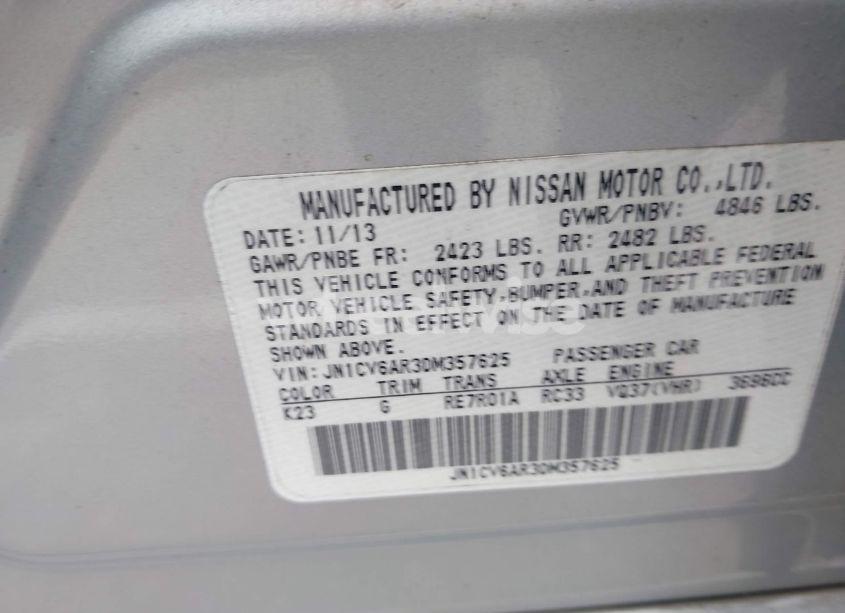 MANUFACTURED BY NISSAN MOTOR CO.,LTD.
DATE: 11/13 GVWR/PNBV: 4846 LBS.
GAWR/PNBE FR: 2423 LBS. RR: 2482 LBS.
THIS VEHICLE CONFORMS TO ALL APPLICABLE FEDERAL
MOTOR VEHICLE SAFETY,BUMPER,AND THEFT PREVENTION
STANDARDS IN EFFECT ON THE DATE OF MANUFACTURE
SHOWN ABOVE.
VIN: JN1CV6AR3DM357625 PASSENGER CAR
COLOR TRIM TRANS AXLE ENGINE
K23 G RE7R01A RC33 VQ37(VHR) 3696CC
JN1CV6AR3DM357625